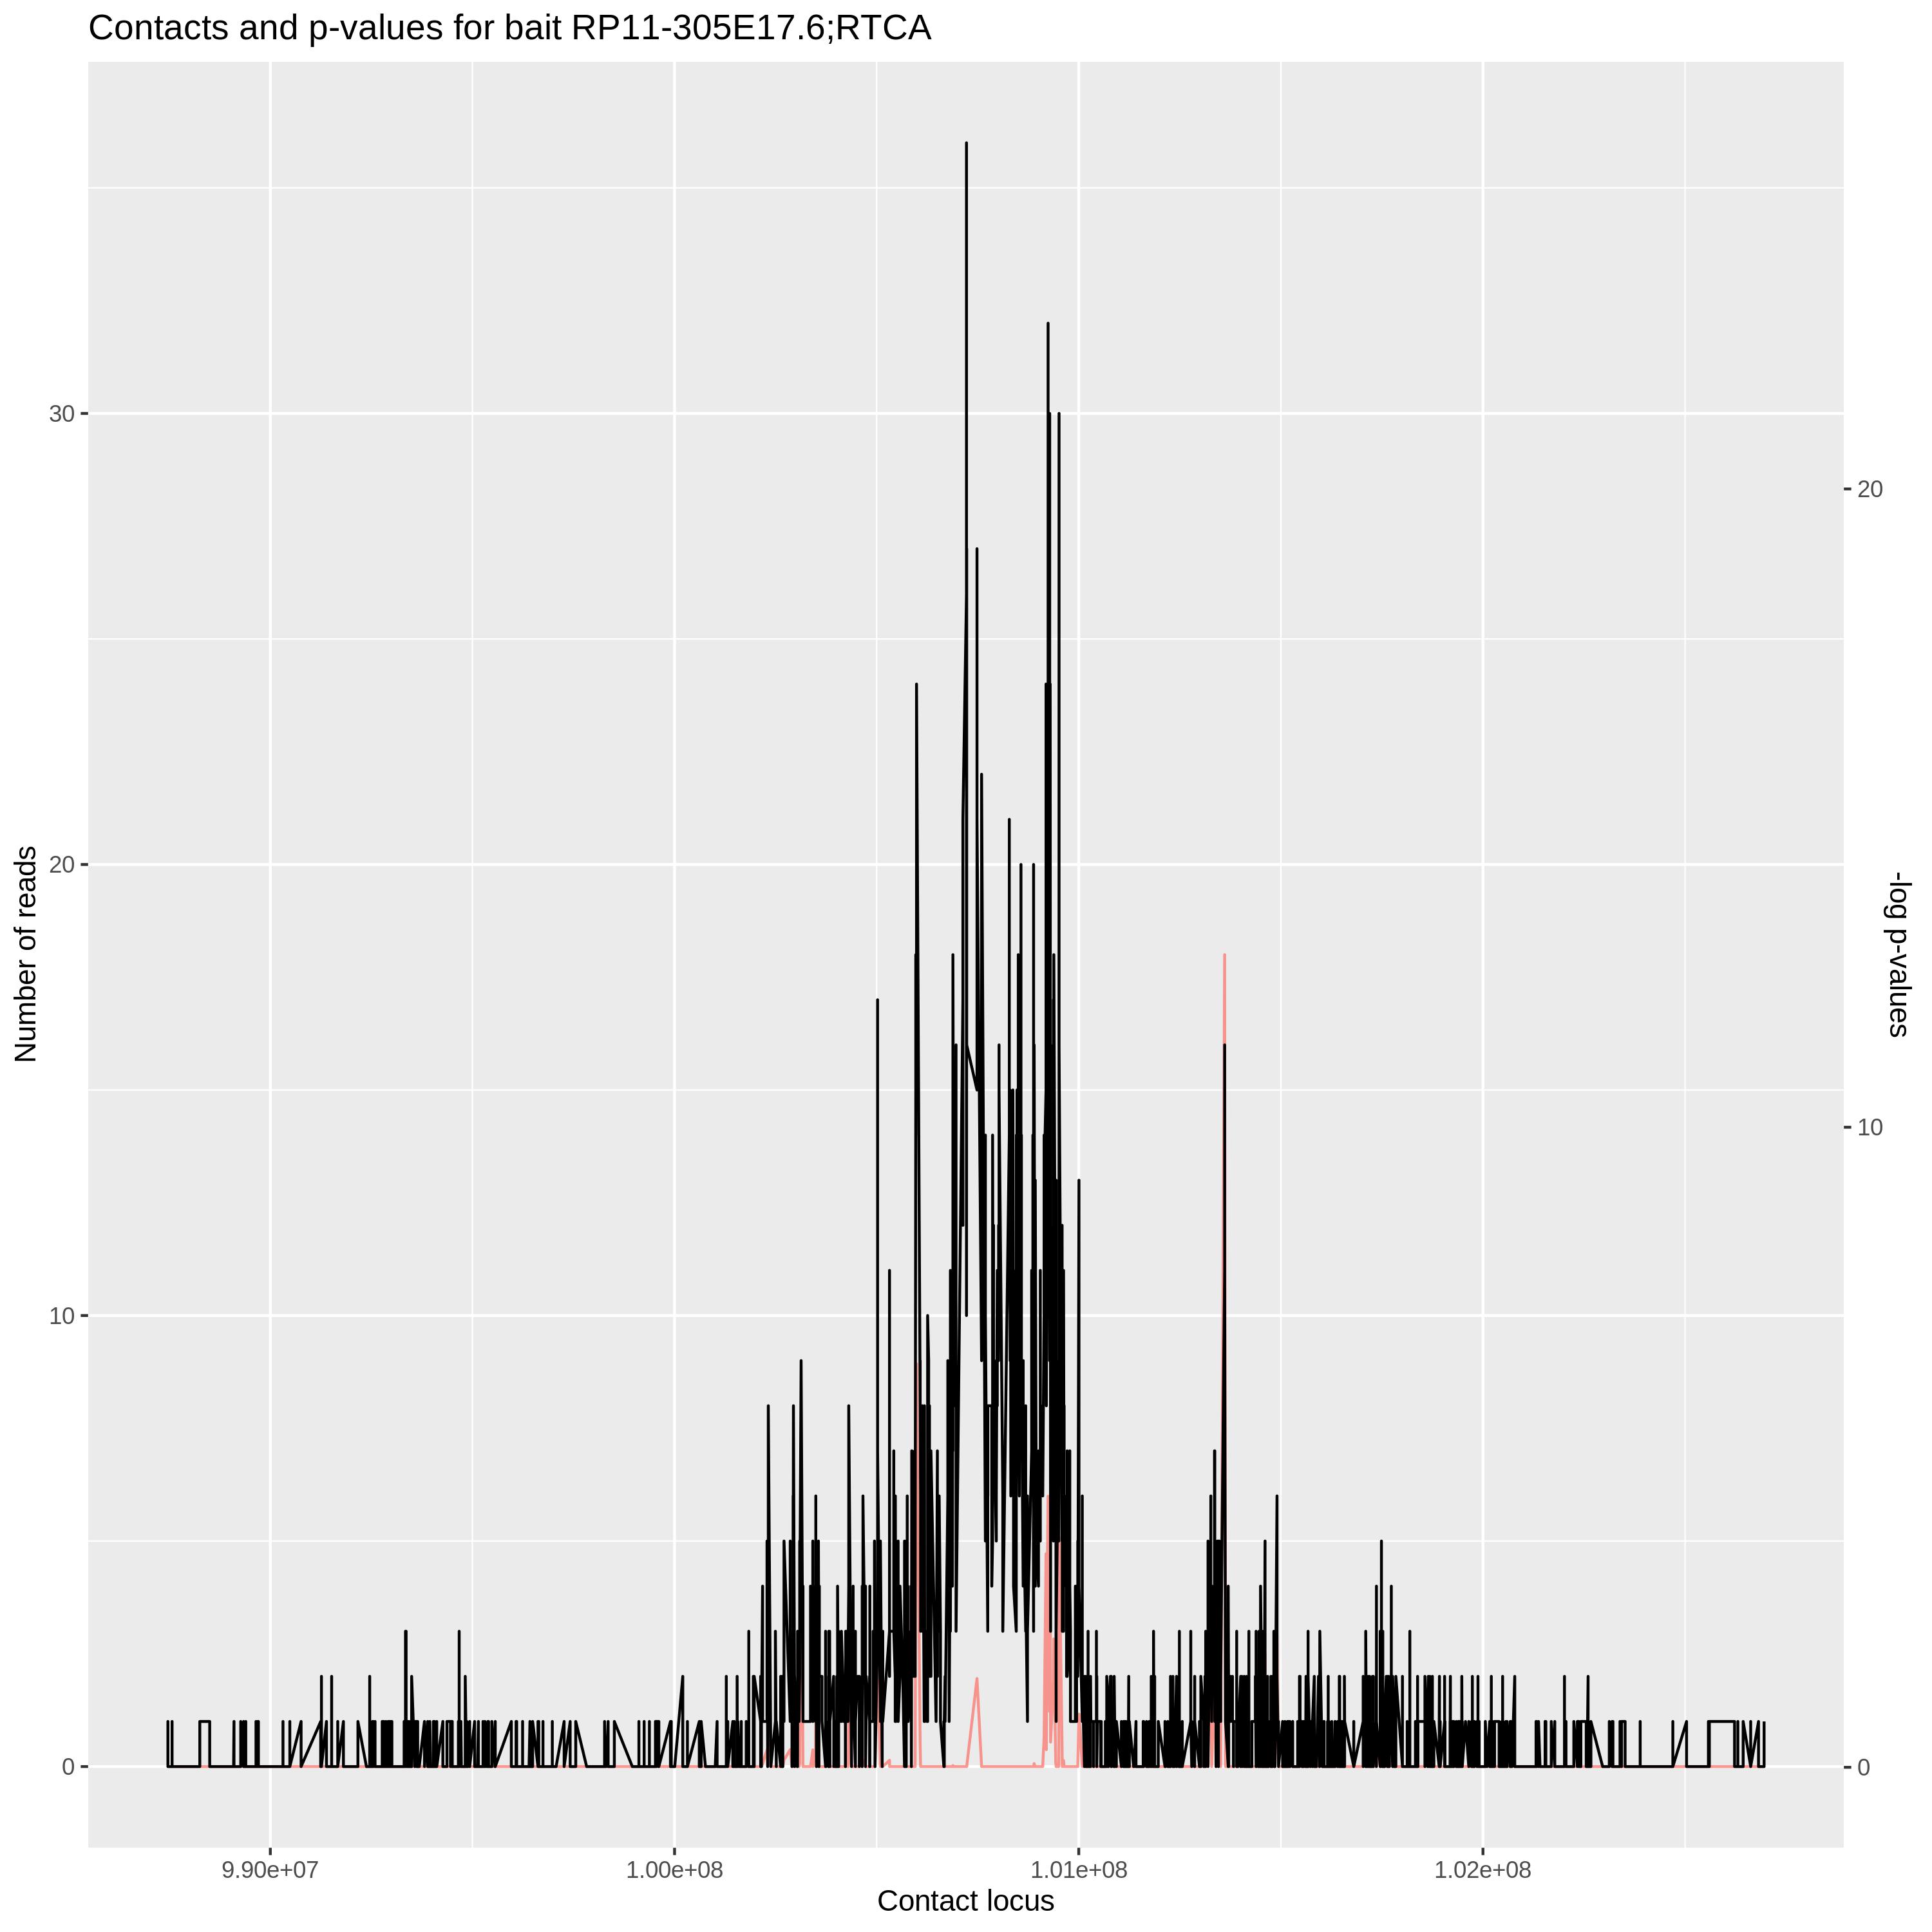 Contacts and p-values for bait RP11-305E17.6;RTCA
30
20
10
0
Number of reads
20
10
0
-log p-values
9.90e+07
1.00e+08
1.01e+08
1.02e+08
Contact locus